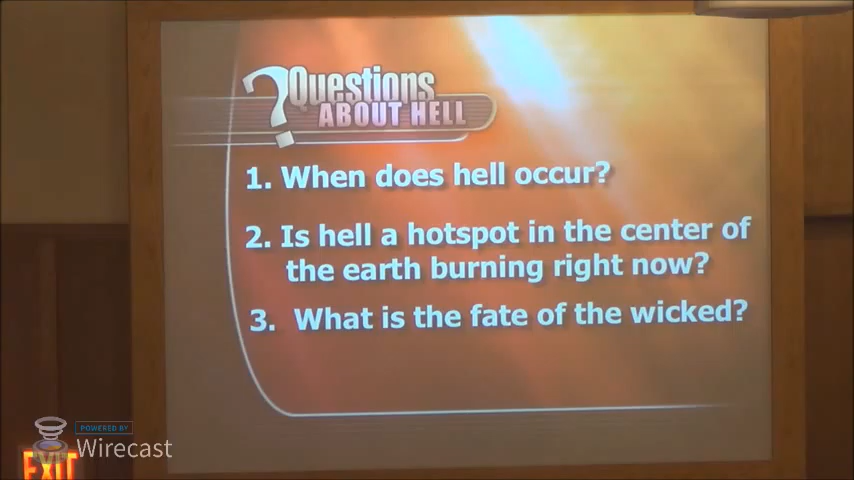 ?Questions
ABOUT HELL
1. When does hell occur?
2. Is hell a hotspot in the center of
the earth burning right now?
3. What is the fate of the wicked?
POWERED BY
Wirecast
EXIT